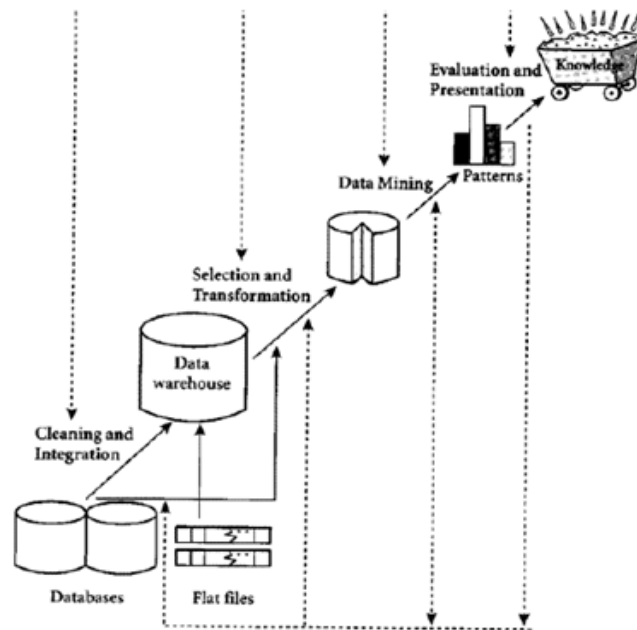 Evaluation and
Presentation
Knowledge
Data Mining
Patterns
Selection and
Transformation
Data
warehouse
Cleaning and
Integration
Databases
Flat files